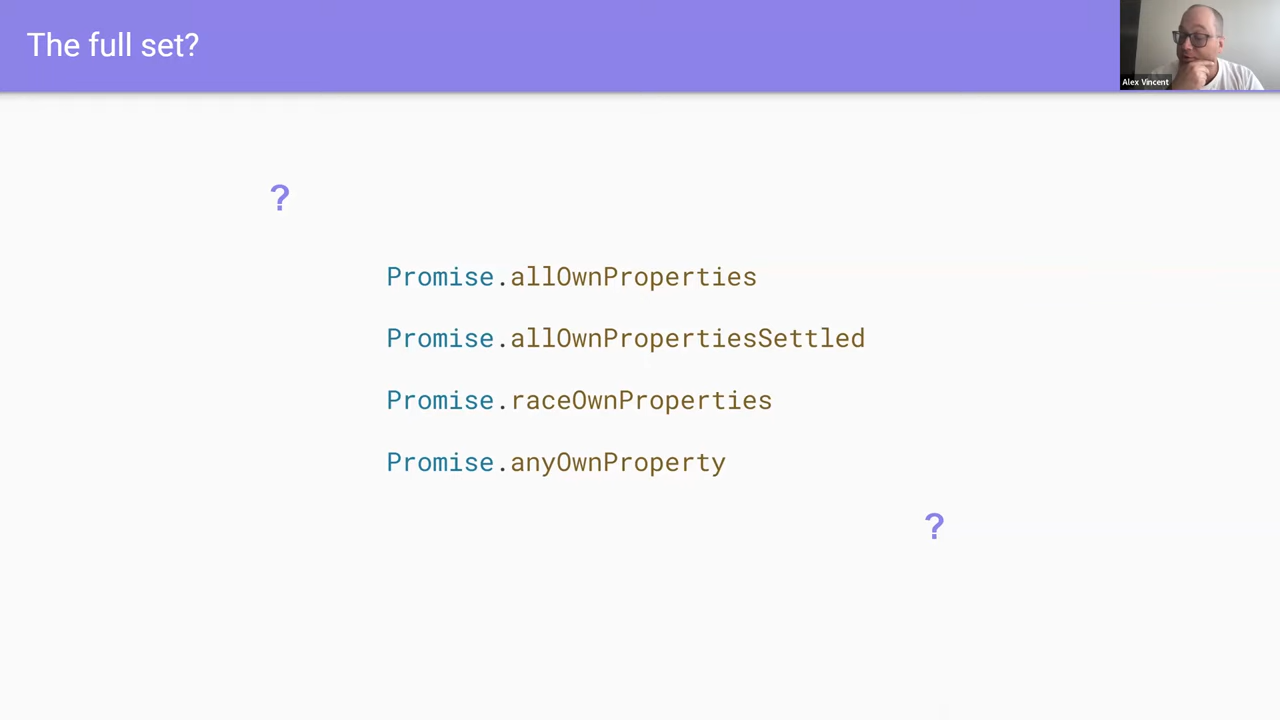 The full set?
Alex Vincent
?
Promise.allOwnProperties
Promise.allOwnPropertiesSettled
Promise.raceOwnProperties
Promise.anyOwnProperty
?